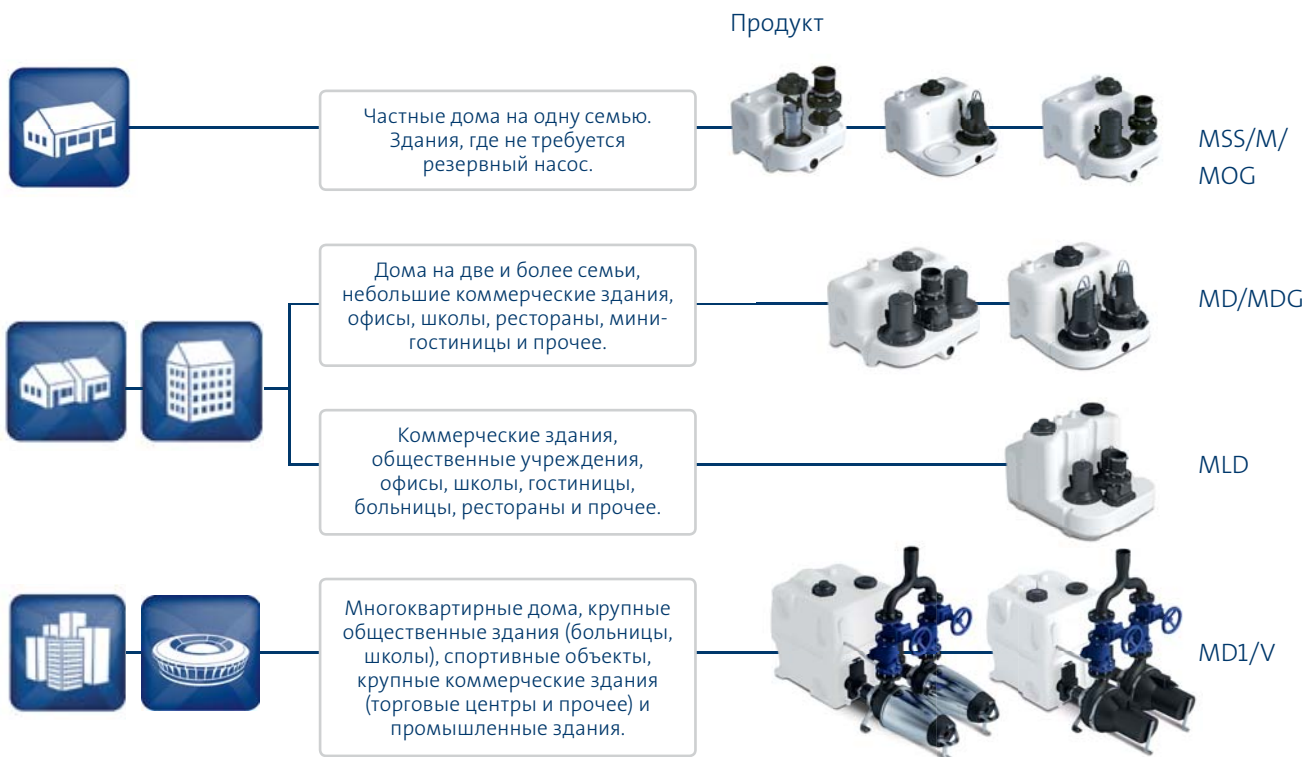 Продукт
Частные дома на одну семью.
Здания, где не требуется
резервный насос.
MSS/M/
MOG
Дома на две и более семьи,
небольшие коммерческие здания,
офисы, школы, рестораны, мини-
гостиницы и прочее.
MD/MDG
Коммерческие здания,
общественные учреждения,
офисы, школы, гостиницы,
больницы, рестораны и прочее.
MLD
Многоквартирные дома, крупные
общественные здания (больницы,
школы), спортивные объекты,
крупные коммерческие здания
(торговые центры и прочее) и
промышленные здания.
MD1/V